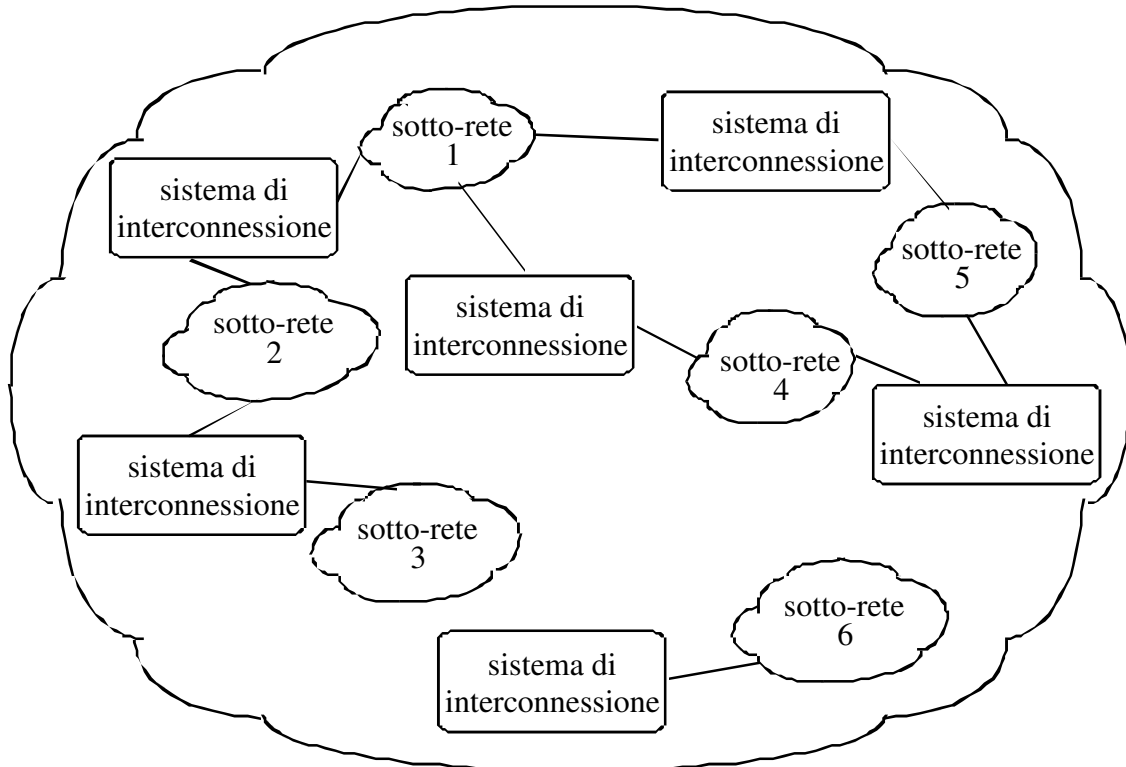 sotto-rete
1
sistema di
interconnessione
sistema di
interconnessione
sotto-rete
5
sotto-rete
2
sistema di
interconnessione
sotto-rete
4
sistema di
interconnessione
sistema di
interconnessione
sotto-rete
3
sotto-rete
6
sistema di
interconnessione